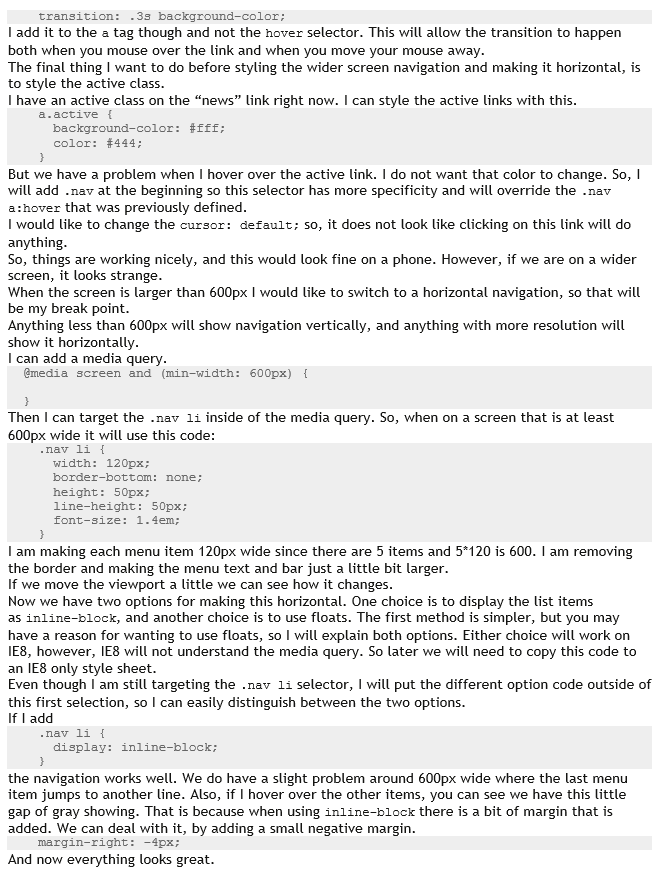 transition: .3s background-color;
I add it to the a tag though and not the hover selector. This will allow the transition to happen
both when you mouse over the link and when you move your mouse away.
The final thing I want to do before styling the wider screen navigation and making it horizontal, is
to style the active class.
I have an active class on the “news” link right now. I can style the active links with this.
a.active {
background-color: #fff;
color: #444;
}
But we have a problem when I hover over the active link. I do not want that color to change. So, I
will add .nav at the beginning so this selector has more specificity and will override the .nav
a:hover that was previously defined.
I would like to change the cursor: default; so, it does not look like clicking on this link will do
anything.
So, things are working nicely, and this would look fine on a phone. However, if we are on a wider
screen, it looks strange.
When the screen is larger than 600px I would like to switch to a horizontal navigation, so that will
be my break point.
Anything less than 600px will show navigation vertically, and anything with more resolution will
show it horizontally.
I can add a media query.
@media screen and (min-width: 600px) {
}
Then I can target the .nav li inside of the media query. So, when on a screen that is at least
600px wide it will use this code:
.nav li {
width: 120px;
border-bottom: none;
height: 50px;
line-height: 50px;
font-size: 1.4em;
}
I am making each menu item 120px wide since there are 5 items and 5*120 is 600. I am removing
the border and making the menu text and bar just a little bit larger.
If we move the viewport a little we can see how it changes.
Now we have two options for making this horizontal. One choice is to display the list items
as inline-block, and another choice is to use floats. The first method is simpler, but you may
have a reason for wanting to use floats, so I will explain both options. Either choice will work on
IE8, however, IE8 will not understand the media query. So later we will need to copy this code to
an IE8 only style sheet.
Even though I am still targeting the .nav li selector, I will put the different option code outside of
this first selection, so I can easily distinguish between the two options.
If I add
.nav li {
display: inline-block;
}
the navigation works well. We do have a slight problem around 600px wide where the last menu
item jumps to another line. Also, if I hover over the other items, you can see we have this little
gap of gray showing. That is because when using inline-block there is a bit of margin that is
added. We can deal with it, by adding a small negative margin.
margin-right: -4px;
And now everything looks great.